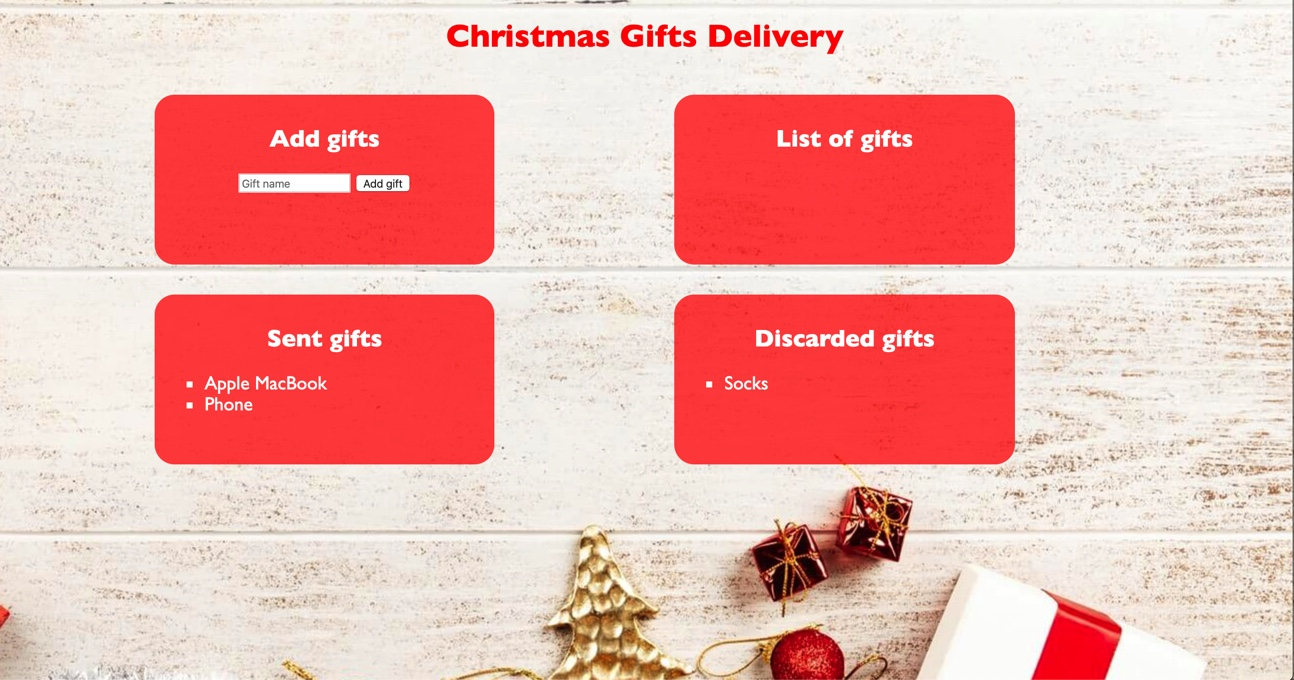 Christmas Gifts Delivery
Add gifts
Gift name Add gift
List of gifts
Sent gifts
Apple MacBook
Phone
Discarded gifts
Socks